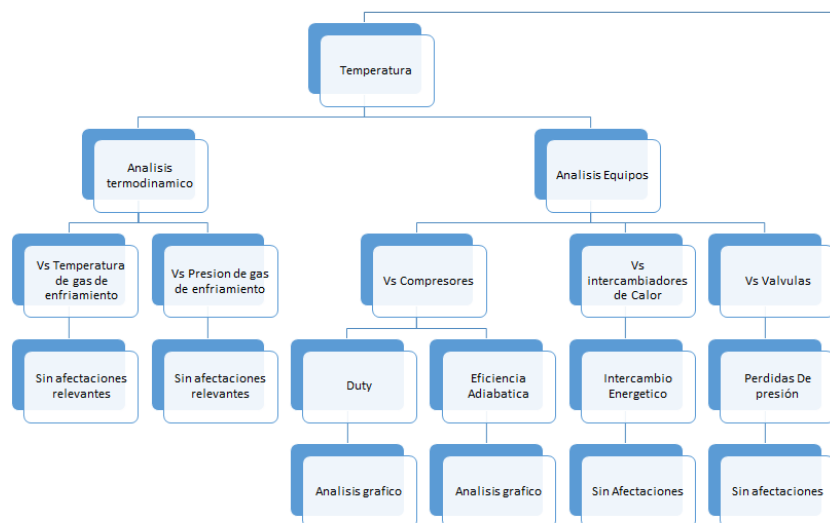 Temperatura
Analisis
termodinamico
Analisis Equipos
Vs Temperatura
de gas de
enfriamiento
Vs Presion de gas
de enfriamiento
Vs Compresores
Vs
intercambiadores
de Calor
Vs Valvulas
Sin afectaciones
relevantes
Sin afectaciones
relevantes
Duty
Eficiencia
Adiabatica
Intercambio
Energetico
Perdidas De
presión
Analisis grafico
Analisis grafico
Sin Afectaciones
Sin afectaciones